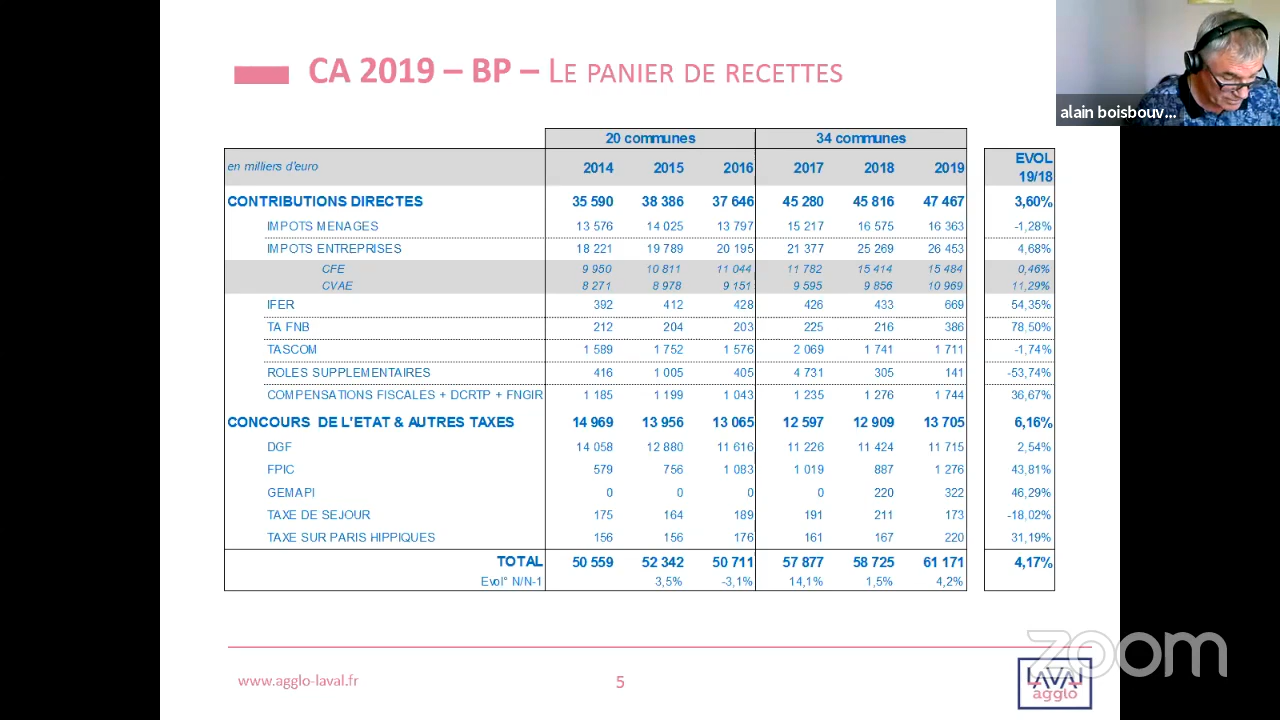 CA 2019 – BP – LE PANIER DE RECETTES
alain boisbouv...
20 communes 34 communes
en milliers d'euro 2014 2015 2016 2017 2018 2019 EVOL 19/18
CONTRIBUTIONS DIRECTES 35 590 38 386 37 646 45 280 45 816 47 467 3,60%
IMPOTS MENAGES 13 576 14 025 13 797 15 217 16 575 16 363 -1,28%
IMPOTS ENTREPRISES 18 221 19 789 20 195 21 377 25 269 26 453 4,68%
CFE 9 950 10 811 11 044 11 782 15 414 15 484 0,46%
CVAE 8 271 8 978 9 151 9 595 9 856 10 969 11,29%
IFER 392 412 428 426 433 669 54,35%
TA FNB 212 204 203 225 216 386 78,50%
TASCOM 1 589 1 752 1 576 2 069 1 741 1 711 -1,74%
ROLES SUPPLEMENTAIRES 416 1 005 405 4 731 305 141 -53,74%
COMPENSATIONS FISCALES + DCRTP + FNGIR 1 185 1 199 1 043 1 235 1 276 1 744 36,67%
CONCOURS DE L'ETAT & AUTRES TAXES 14 969 13 956 13 065 12 597 12 909 13 705 6,16%
DGF 14 058 12 880 11 616 11 226 11 424 11 715 2,54%
FPIC 579 756 1 083 1 019 887 1 276 43,81%
GEMAPI 0 0 0 0 220 322 46,29%
TAXE DE SEJOUR 175 164 189 191 211 173 -18,02%
TAXE SUR PARIS HIPPIQUES 156 156 176 161 167 220 31,19%
TOTAL 50 559 52 342 50 711 57 877 58 725 61 171 4,17%
Evol° N/N-1 3,5% -3,1% 14,1% 1,5% 4,2%
zoom
www.agglo-laval.fr 5 LAVAL
agglo